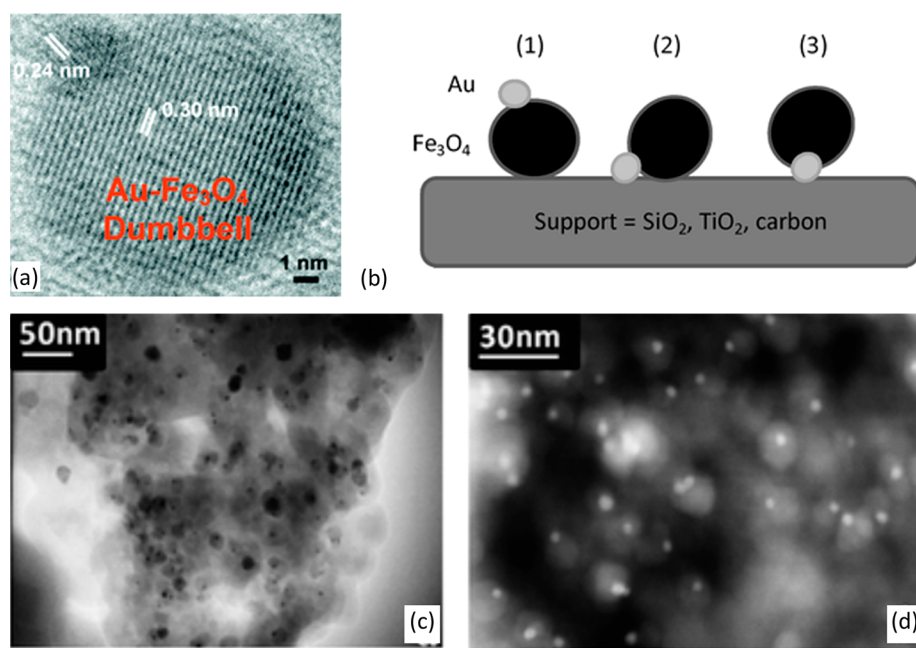 0.24 nm
0.30 nm
Au-Fe₃O₄
Dumbbell
1 nm
(a)
(b)
(1) (2) (3)
Au
Fe₃O₄
Support = SiO₂, TiO₂, carbon
50nm
(c)
30nm
(d)